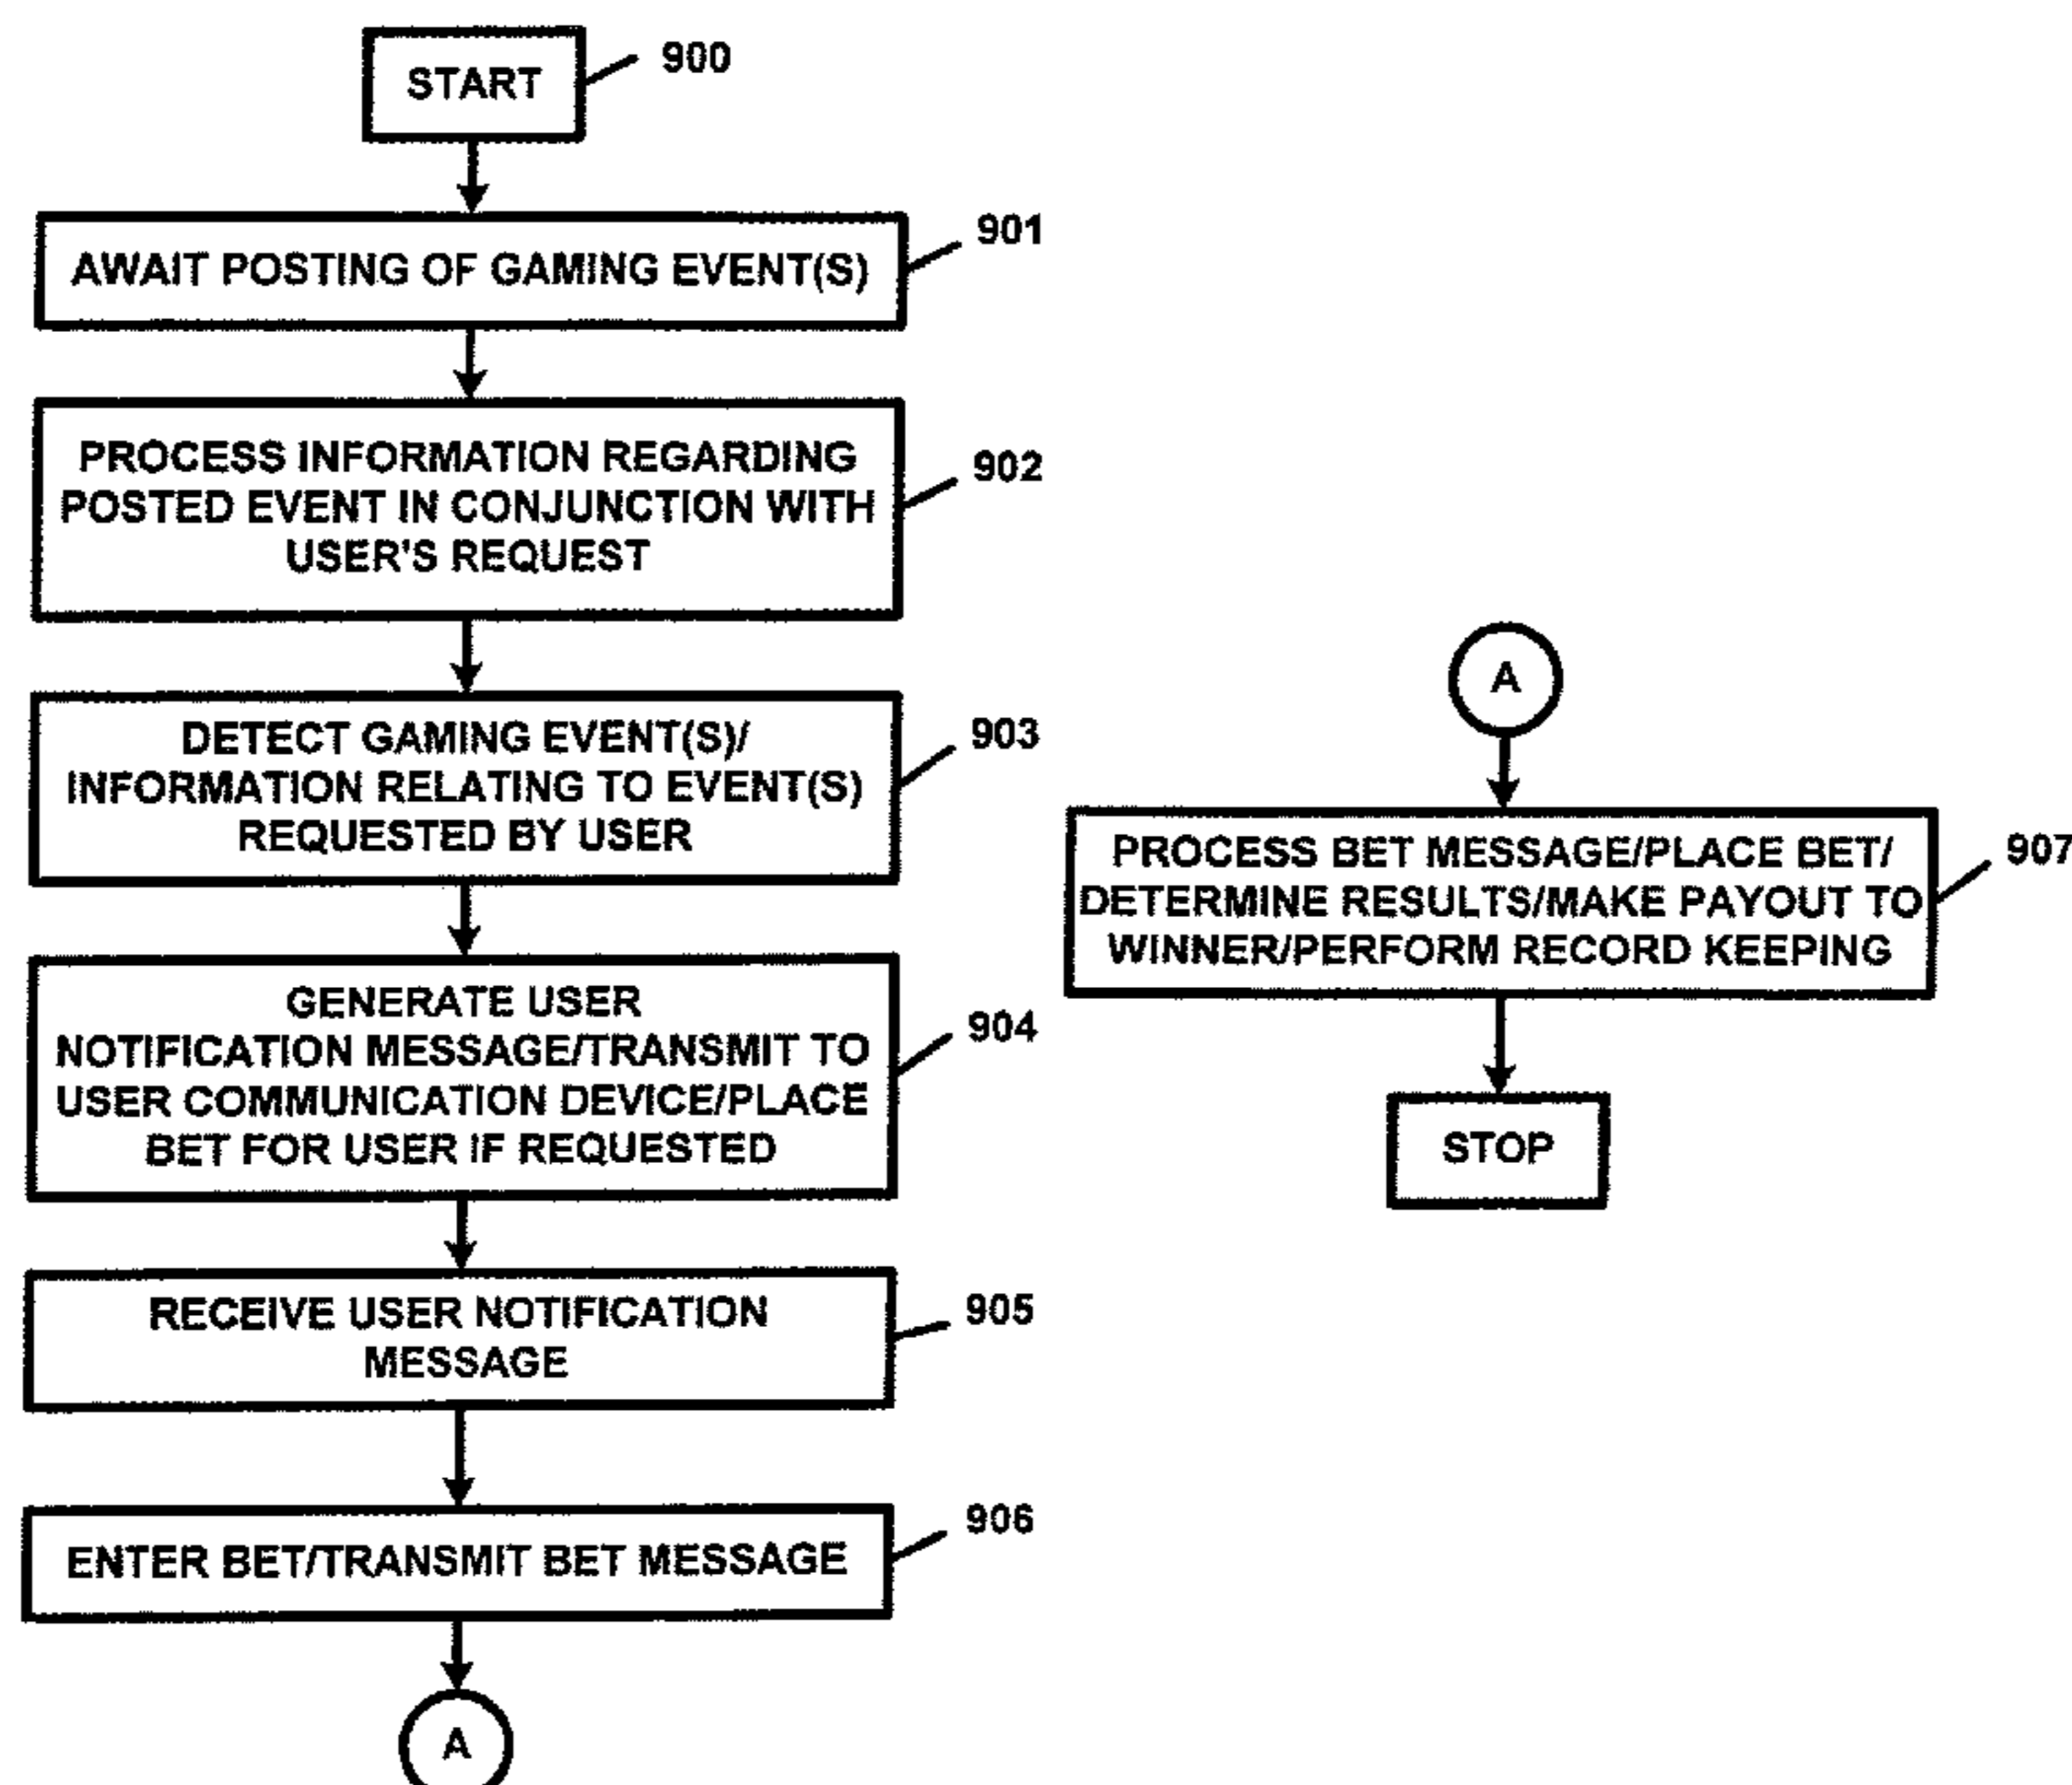 START
900
AWAIT POSTING OF GAMING EVENT(S)
901
PROCESS INFORMATION REGARDING
POSTED EVENT IN CONJUNCTION WITH
USER'S REQUEST
902
DETECT GAMING EVENT(S)/
INFORMATION RELATING TO EVENT(S)
REQUESTED BY USER
903
GENERATE USER
NOTIFICATION MESSAGE/TRANSMIT TO
USER COMMUNICATION DEVICE/PLACE
BET FOR USER IF REQUESTED
904
RECEIVE USER NOTIFICATION
MESSAGE
905
ENTER BET/TRANSMIT BET MESSAGE
906
A
A
PROCESS BET MESSAGE/PLACE BET/
DETERMINE RESULTS/MAKE PAYOUT TO
WINNER/PERFORM RECORD KEEPING
907
STOP